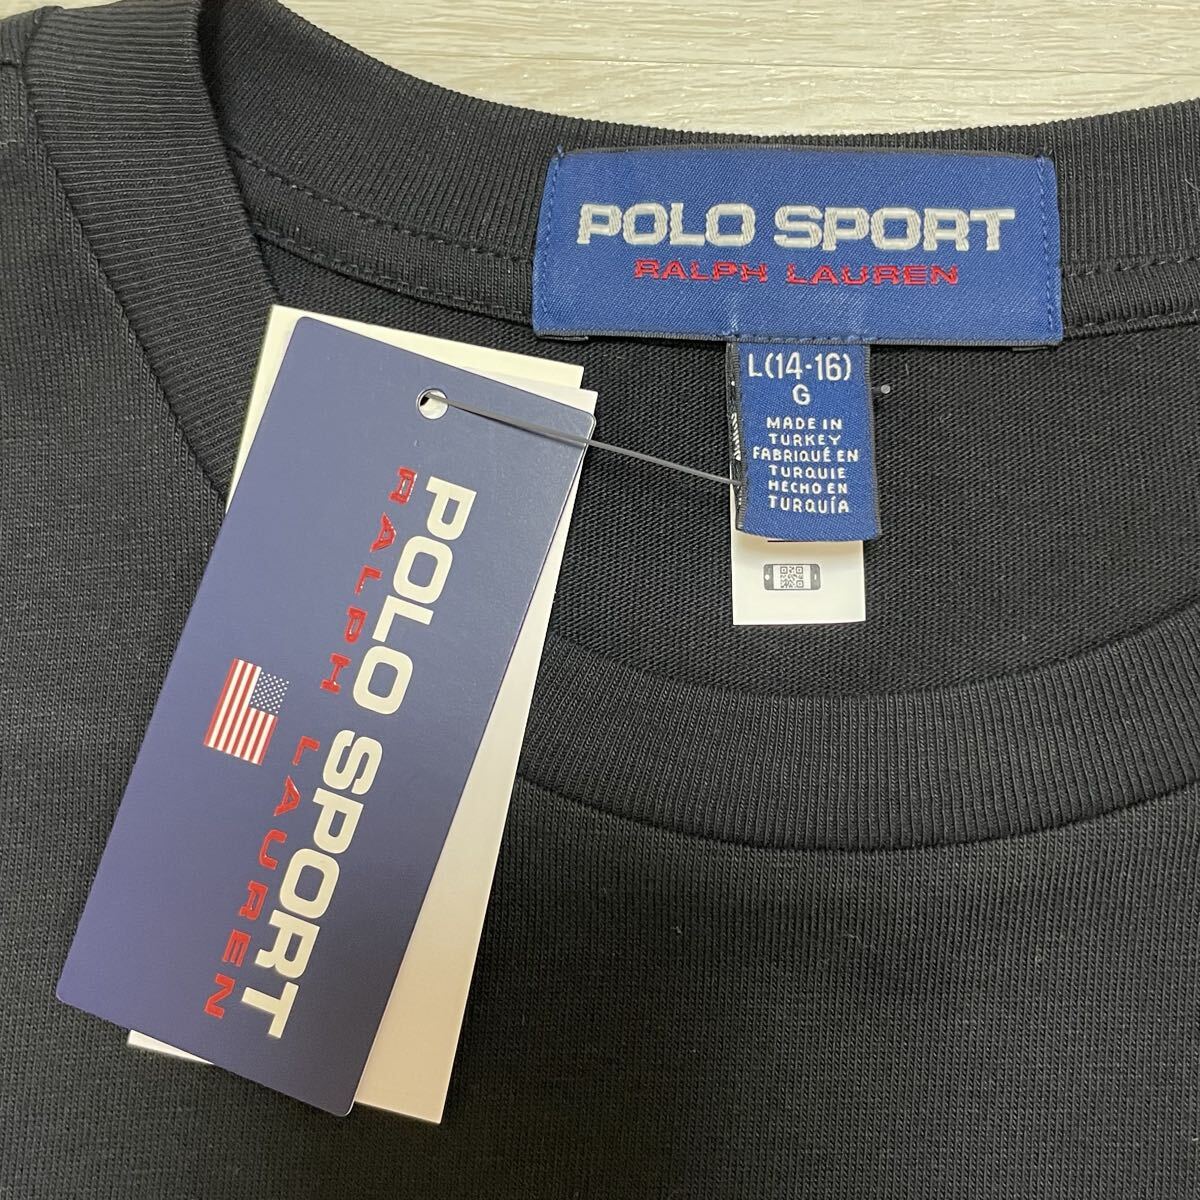 POLO SPORT
RALPH LAUREN
L(14-16)
G
MADE IN
TURKEY
FABRIQUÉ EN
TURQUIE
HECHO EN
TURQUÍA
POLO SPORT
RALPH LAUREN